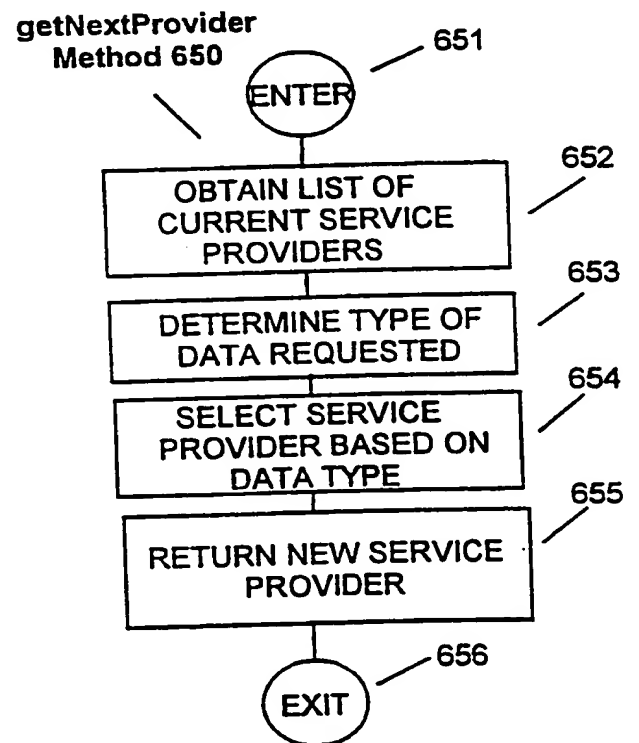 getNextProvider
Method 650
651
ENTER
652
OBTAIN LIST OF
CURRENT SERVICE
PROVIDERS
653
DETERMINE TYPE OF
DATA REQUESTED
654
SELECT SERVICE
PROVIDER BASED ON
DATA TYPE
655
RETURN NEW SERVICE
PROVIDER
656
EXIT